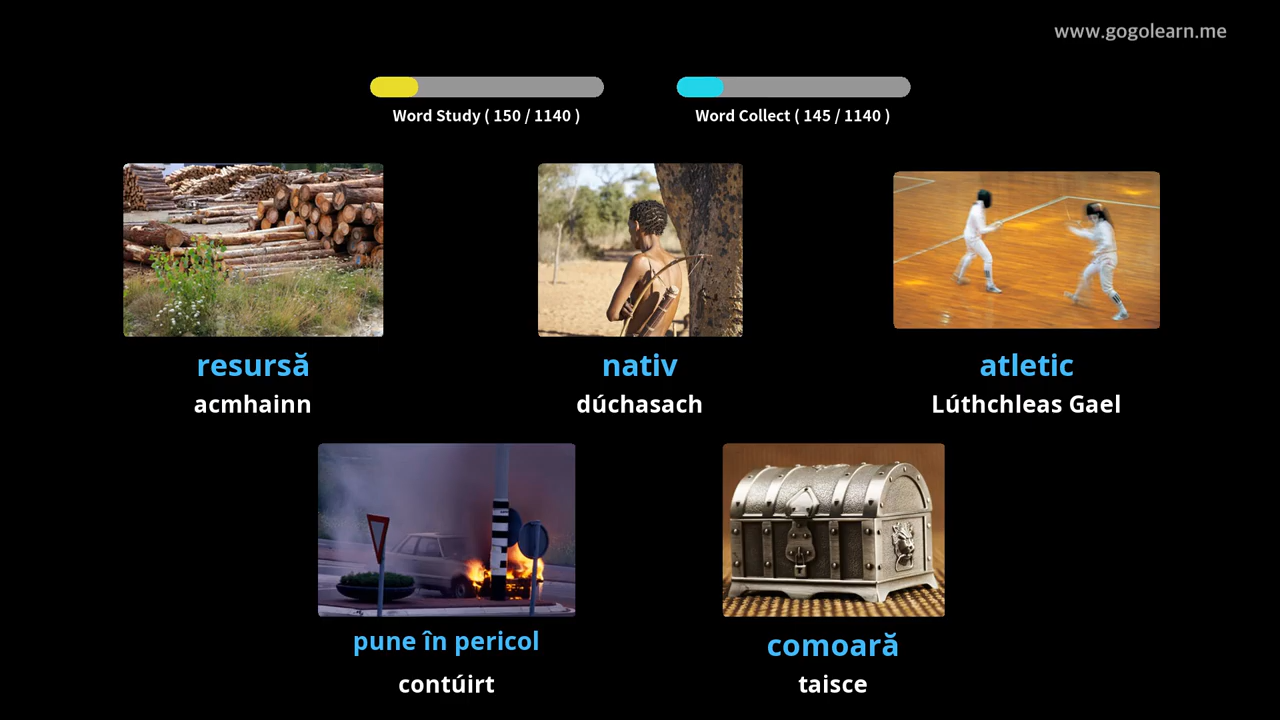 www.gogolearn.me
Word Study ( 150 / 1140 )
Word Collect ( 145 / 1140 )
resursă
nativ
atletic
acmhainn
dúchasach
Lúthchleas Gael
pune în pericol
comoară
contúirt
taisce